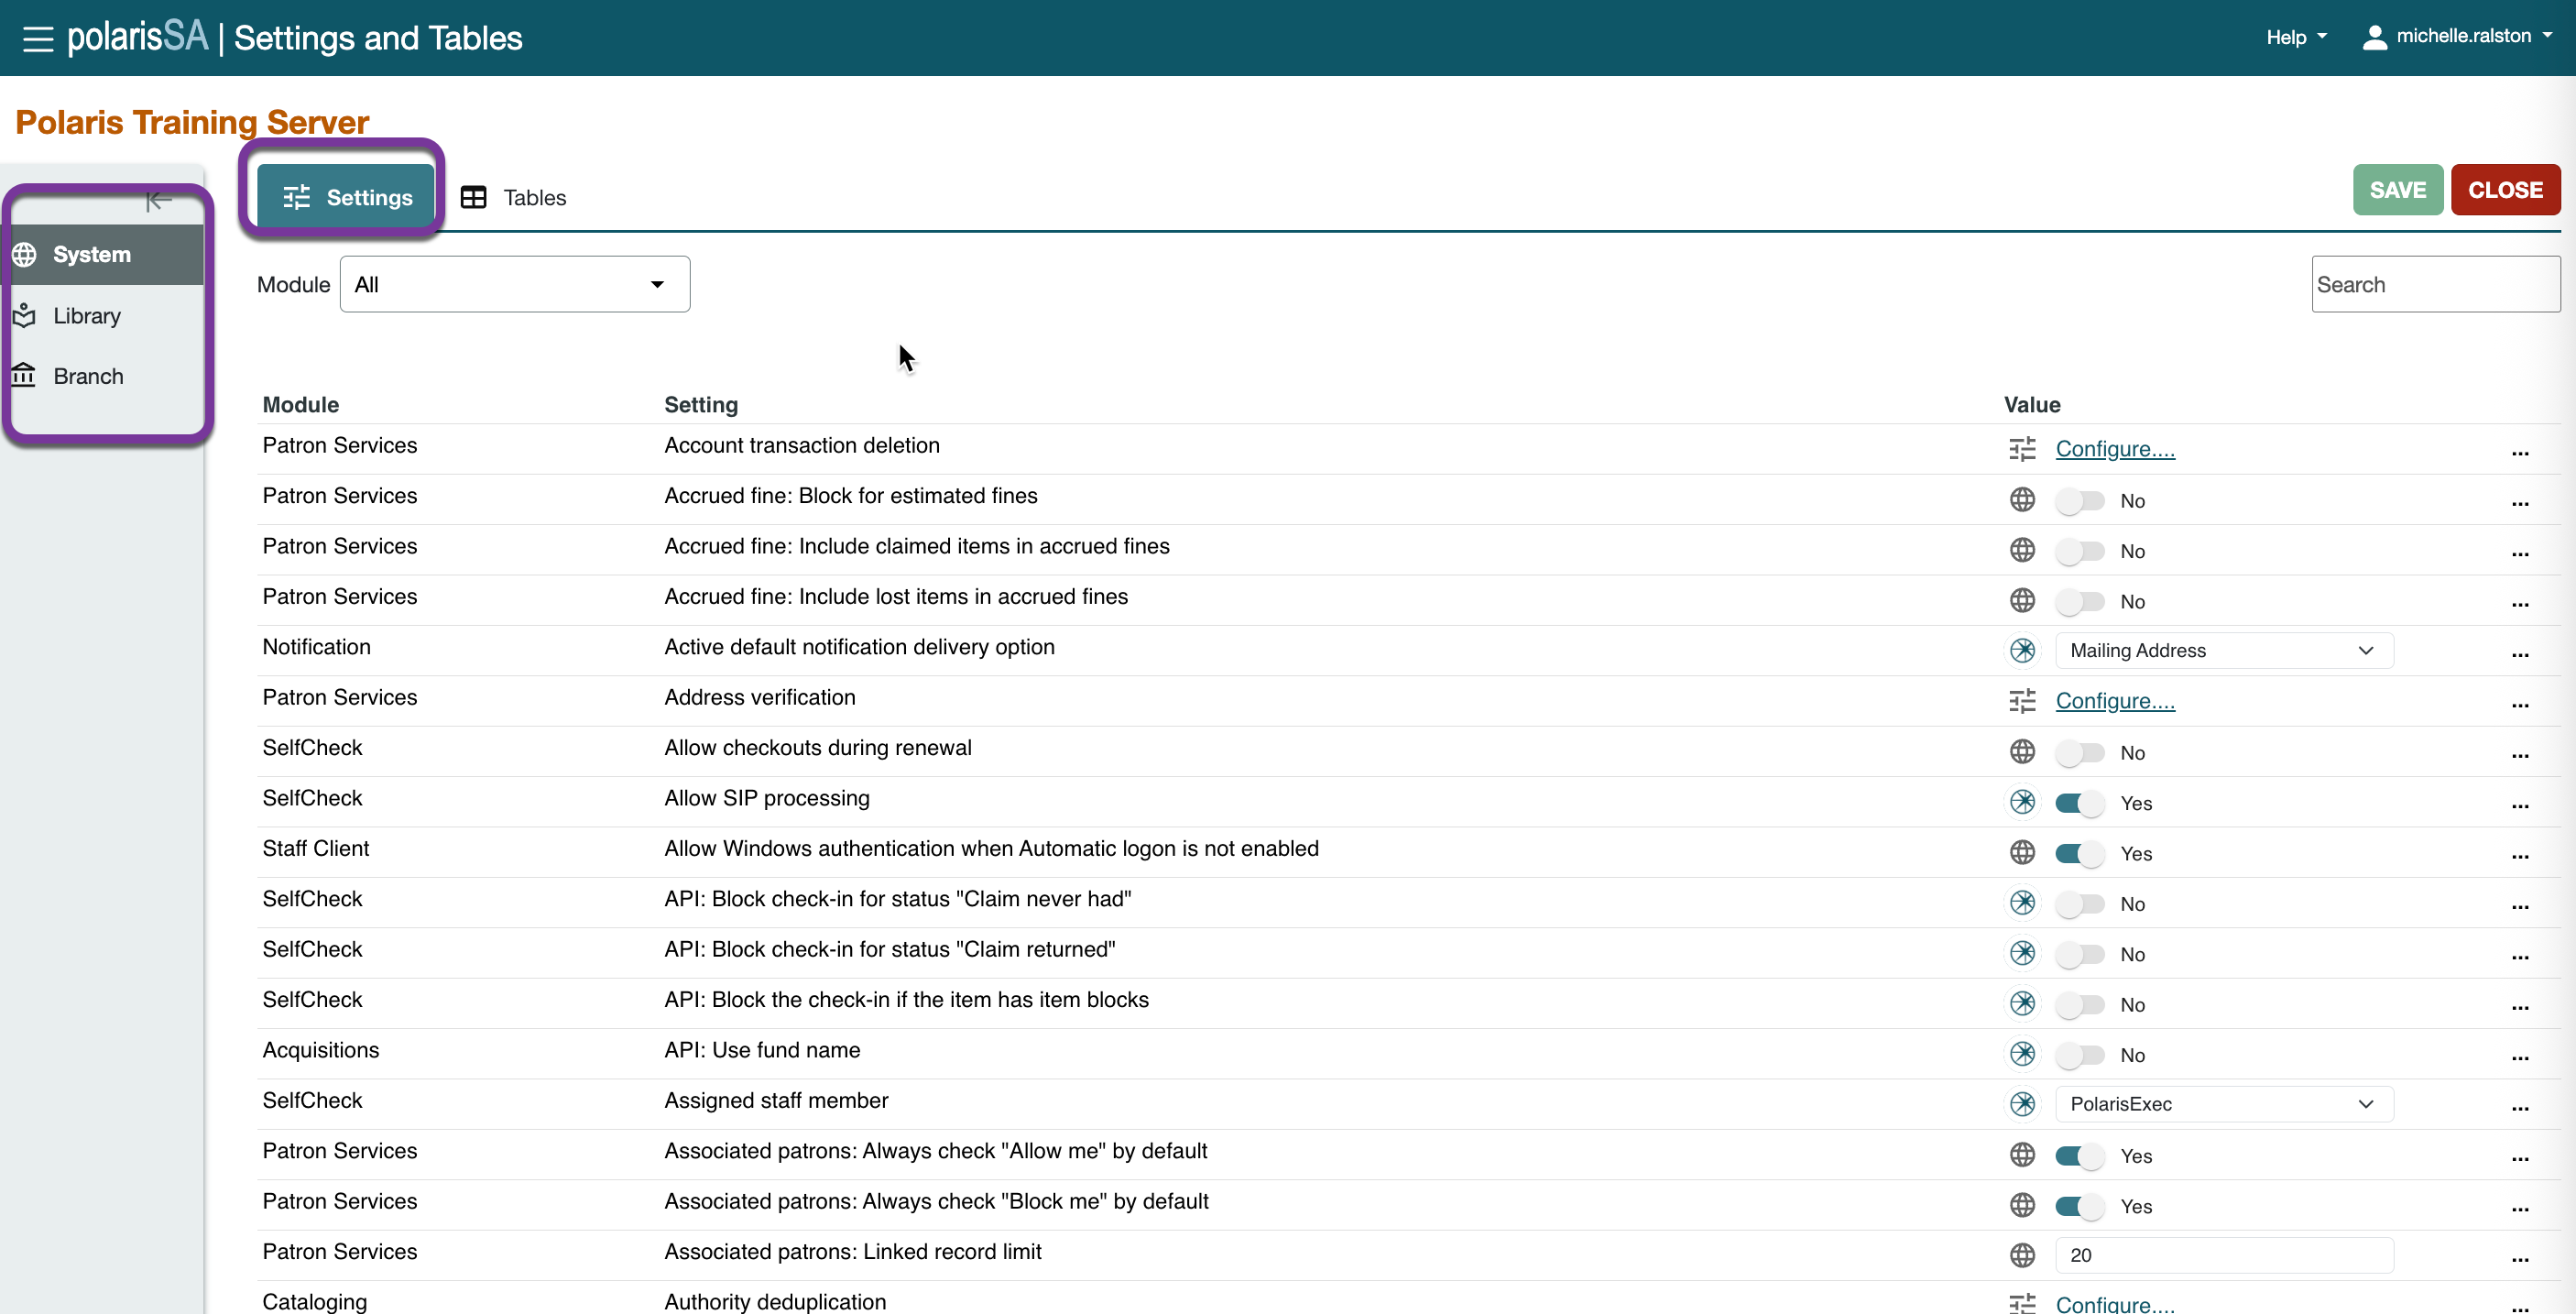 polarisSA | Settings and Tables
Help
michelle.ralston
Polaris Training Server
Settings
Tables
SAVE
CLOSE
System
Library
Branch
Module
All
Search
Module Setting Value
Patron Services Account transaction deletion Configure.... ...
Patron Services Accrued fine: Block for estimated fines No ...
Patron Services Accrued fine: Include claimed items in accrued fines No ...
Patron Services Accrued fine: Include lost items in accrued fines No ...
Notification Active default notification delivery option Mailing Address ...
Patron Services Address verification Configure.... ...
SelfCheck Allow checkouts during renewal No ...
SelfCheck Allow SIP processing Yes ...
Staff Client Allow Windows authentication when Automatic logon is not enabled Yes ...
SelfCheck API: Block check-in for status "Claim never had" No ...
SelfCheck API: Block check-in for status "Claim returned" No ...
SelfCheck API: Block the check-in if the item has item blocks No ...
Acquisitions API: Use fund name No ...
SelfCheck Assigned staff member PolarisExec ...
Patron Services Associated patrons: Always check "Allow me" by default Yes ...
Patron Services Associated patrons: Always check "Block me" by default Yes ...
Patron Services Associated patrons: Linked record limit 20 ...
Cataloging Authority deduplication Configure.... ...